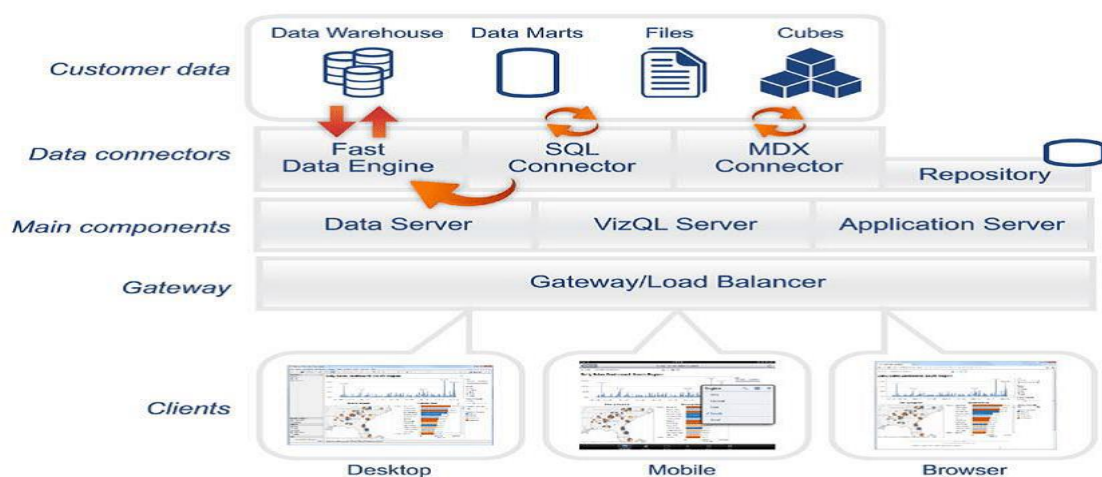 Data Warehouse
Data Marts
Files
Cubes
Customer data
Data connectors
Fast
Data Engine
SQL
Connector
MDX
Connector
Repository
Main components
Data Server
VizQL Server
Application Server
Gateway
Gateway/Load Balancer
Clients
Desktop
Mobile
Browser